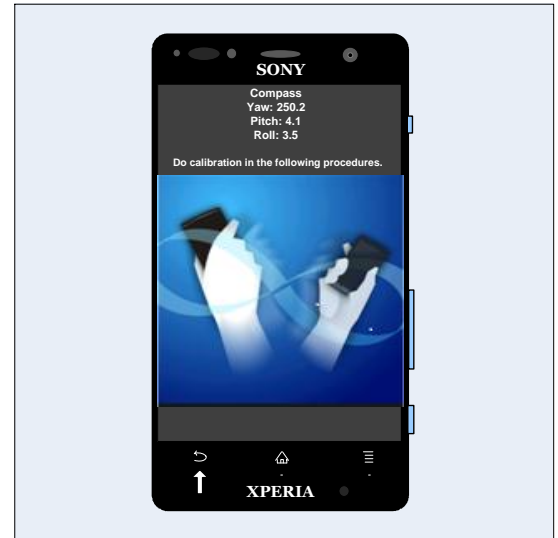 SONY
Compass
Yaw: 250.2
Pitch: 4.1
Roll: 3.5
Do calibration in the following procedures.
XPERIA